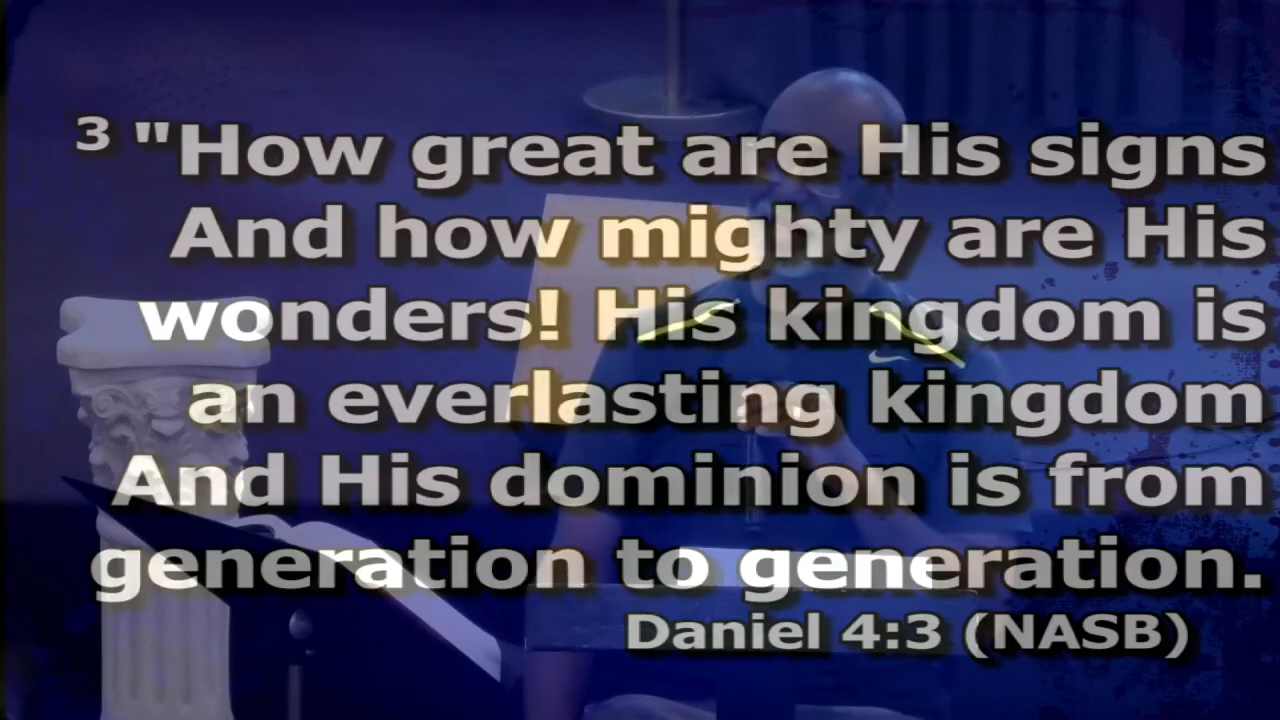 3 "How great are His signs
And how mighty are His
wonders! His kingdom is
an everlasting kingdom
And His dominion is from
generation to generation.
Daniel 4:3 (NASB)